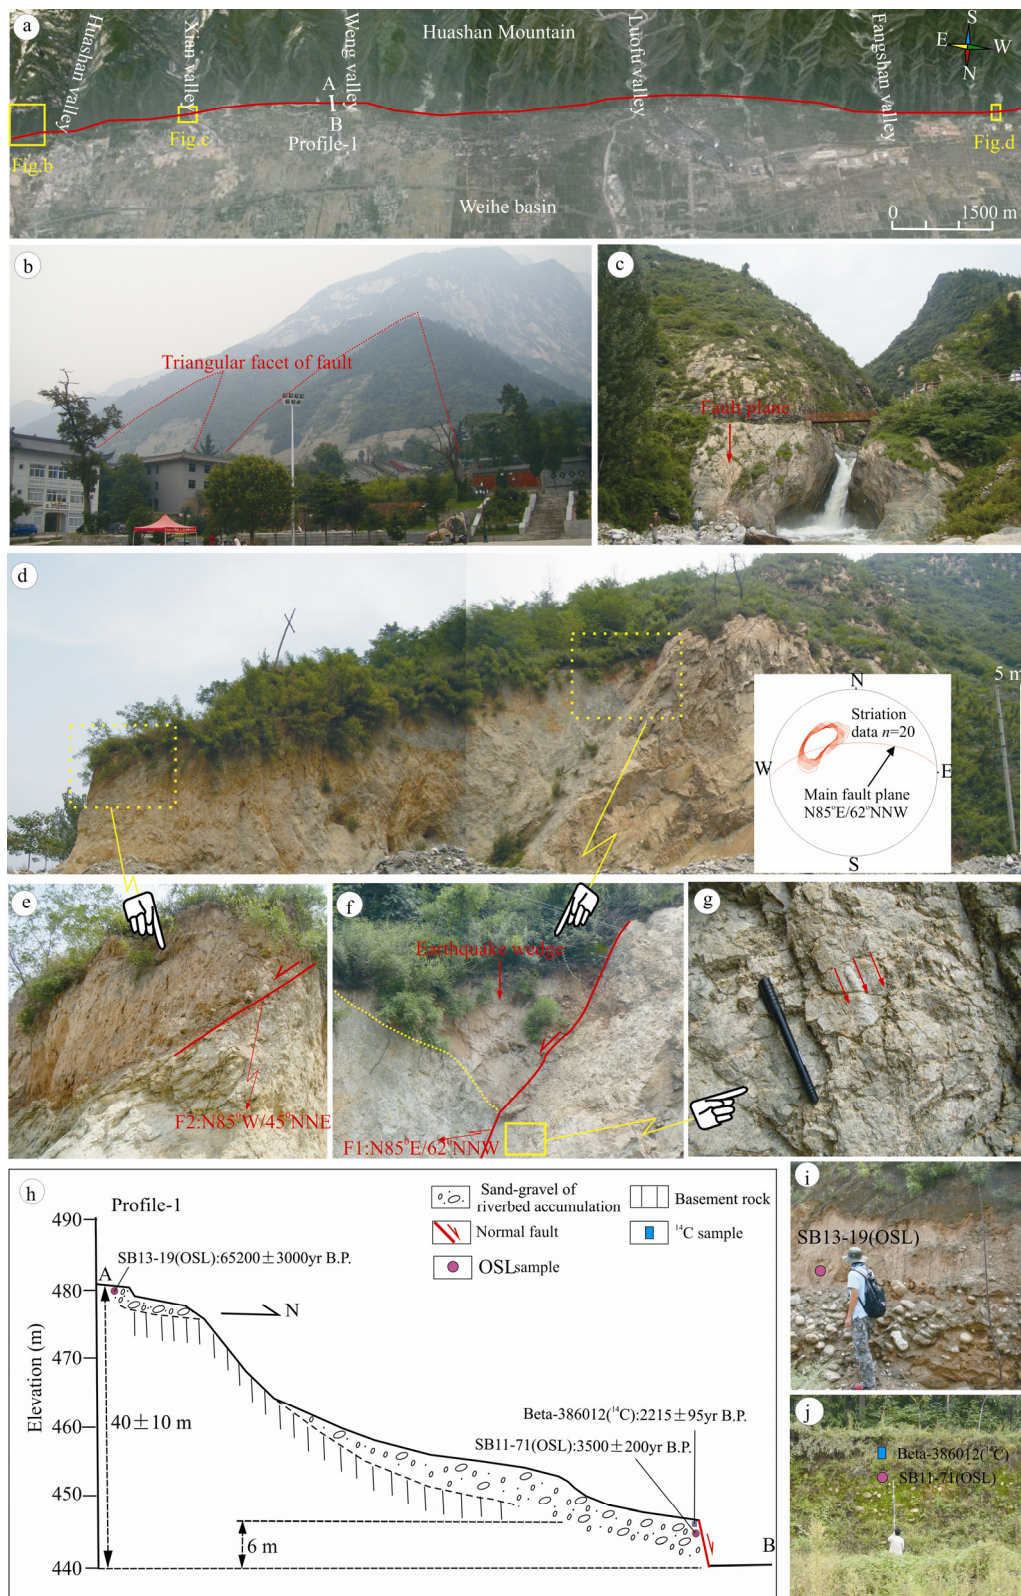 a
Huashan valley
Xian valley
Weng valley
Huashan Mountain
Luofu valley
Fangshan valley
S
E
W
N
A
B
Profile-1
Fig.b
Fig.c
Fig.d
Weihe basin
0 1500 m
b
Triangular facet of fault
c
Fault plane
d
5 m
N
Striation
data n=20
W
E
Main fault plane
N85°E/62°NNW
S
e
F2:N85°W/45°NNE
f
Earthquake wedge
F1:N85°E/62°NNW
g
h
Profile-1
Sand-gravel of
riverbed accumulation
Basement rock
Normal fault
¹⁴C sample
OSL sample
490
480
470
460
450
440
Elevation (m)
SB13-19(OSL):65200±3000yr B.P.
A
N
40±10 m
Beta-386012(¹⁴C):2215±95yr B.P.
SB11-71(OSL):3500±200yr B.P.
6 m
B
i
SB13-19(OSL)
j
Beta-386012(¹⁴C)
SB11-71(OSL)